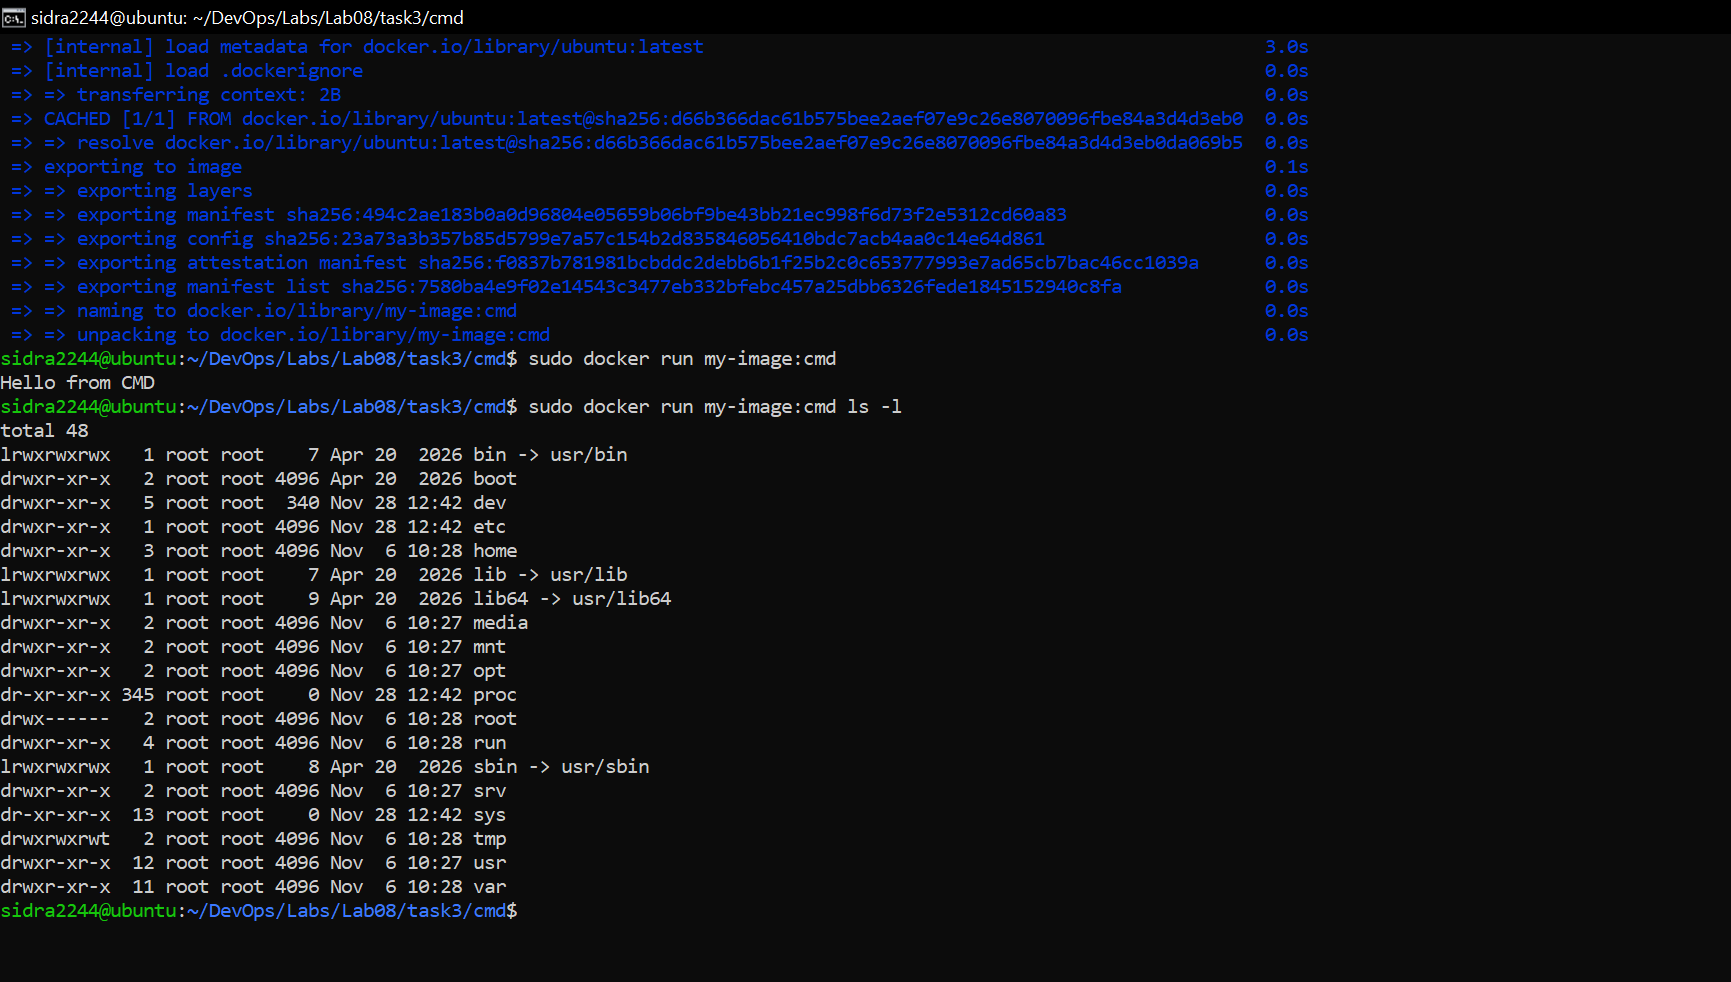 sidra2244@ubuntu: ~/DevOps/Labs/Lab08/task3/cmd
=> [internal] load metadata for docker.io/library/ubuntu:latest 3.0s
=> [internal] load .dockerignore 0.0s
=> => transferring context: 2B 0.0s
=> CACHED [1/1] FROM docker.io/library/ubuntu:latest@sha256:d66b366dac61b575bee2aef07e9c26e8070096fbe84a3d4d3eb0 0.0s
=> => resolve docker.io/library/ubuntu:latest@sha256:d66b366dac61b575bee2aef07e9c26e8070096fbe84a3d4d3eb0da069b5 0.0s
=> exporting to image 0.1s
=> => exporting layers 0.0s
=> => exporting manifest sha256:494c2ae183b0a0d96804e05659b06bf9be43bb21ec998f6d73f2e5312cd60a83 0.0s
=> => exporting config sha256:23a73a3b357b85d5799e7a57c154b2d835846056410bdc7acb4aa0c14e64d861 0.0s
=> => exporting attestation manifest sha256:f0837b781981bcbddc2debb6b1f25b2c0c653777993e7ad65cb7bac46cc1039a 0.0s
=> => exporting manifest list sha256:7580ba4e9f02e14543c3477eb332bfebc457a25dbb6326fede1845152940c8fa 0.0s
=> => naming to docker.io/library/my-image:cmd 0.0s
=> => unpacking to docker.io/library/my-image:cmd 0.0s
sidra2244@ubuntu:~/DevOps/Labs/Lab08/task3/cmd$ sudo docker run my-image:cmd
Hello from CMD
sidra2244@ubuntu:~/DevOps/Labs/Lab08/task3/cmd$ sudo docker run my-image:cmd ls -l
total 48
lrwxrwxrwx 1 root root 7 Apr 20 2026 bin -> usr/bin
drwxr-xr-x 2 root root 4096 Apr 20 2026 boot
drwxr-xr-x 5 root root 340 Nov 28 12:42 dev
drwxr-xr-x 1 root root 4096 Nov 28 12:42 etc
drwxr-xr-x 3 root root 4096 Nov 6 10:28 home
lrwxrwxrwx 1 root root 7 Apr 20 2026 lib -> usr/lib
lrwxrwxrwx 1 root root 9 Apr 20 2026 lib64 -> usr/lib64
drwxr-xr-x 2 root root 4096 Nov 6 10:27 media
drwxr-xr-x 2 root root 4096 Nov 6 10:27 mnt
drwxr-xr-x 2 root root 4096 Nov 6 10:27 opt
dr-xr-xr-x 345 root root 0 Nov 28 12:42 proc
drwx------ 2 root root 4096 Nov 6 10:28 root
drwxr-xr-x 4 root root 4096 Nov 6 10:28 run
lrwxrwxrwx 1 root root 8 Apr 20 2026 sbin -> usr/sbin
drwxr-xr-x 2 root root 4096 Nov 6 10:27 srv
dr-xr-xr-x 13 root root 0 Nov 28 12:42 sys
drwxrwxrwt 2 root root 4096 Nov 6 10:28 tmp
drwxr-xr-x 12 root root 4096 Nov 6 10:27 usr
drwxr-xr-x 11 root root 4096 Nov 6 10:28 var
sidra2244@ubuntu:~/DevOps/Labs/Lab08/task3/cmd$